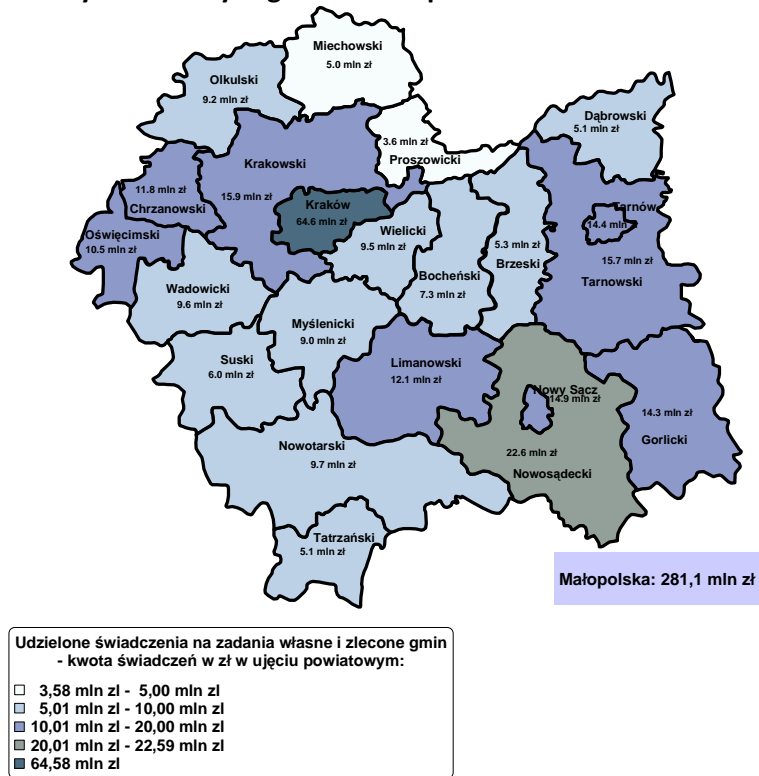 Miechowski
5.0 mln zł
Olkulski
9.2 mln zł
Dąbrowski
5.1 mln zł
3.6 mln zł
Proszowicki
Krakowski
15.9 mln zł
11.8 mln zł
Chrzanowski
Kraków
64.6 mln zł
Tarnów
14.4 mln zł
Oświęcimski
10.5 mln zł
Wielicki
9.5 mln zł
5.3 mln zł
Brzeski
15.7 mln zł
Tarnowski
Bocheński
7.3 mln zł
Wadowicki
9.6 mln zł
Myślenicki
9.0 mln zł
Suski
6.0 mln zł
Limanowski
12.1 mln zł
Nowy Sącz
14.9 mln zł
14.3 mln zł
Gorlicki
Nowotarski
9.7 mln zł
22.6 mln zł
Nowosądecki
Tatrzański
5.1 mln zł
Małopolska: 281,1 mln zł
Udzielone świadczenia na zadania własne i zlecone gmin
- kwota świadczeń w zł w ujęciu powiatowym:
3,58 mln zl - 5,00 mln zl
5,01 mln zl - 10,00 mln zl
10,01 mln zl - 20,00 mln zl
20,01 mln zl - 22,59 mln zl
64,58 mln zl